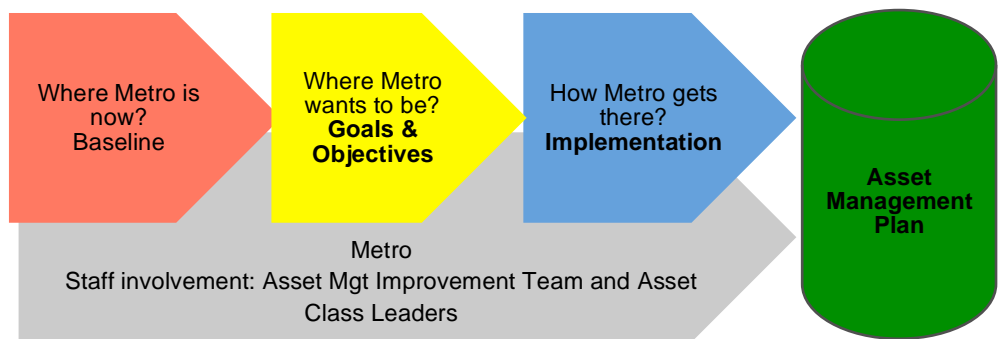 Where Metro is
now?
Baseline
Where Metro
wants to be?
Goals &
Objectives
How Metro gets
there?
Implementation
Asset
Management
Plan
Metro
Staff involvement: Asset Mgt Improvement Team and Asset
Class Leaders